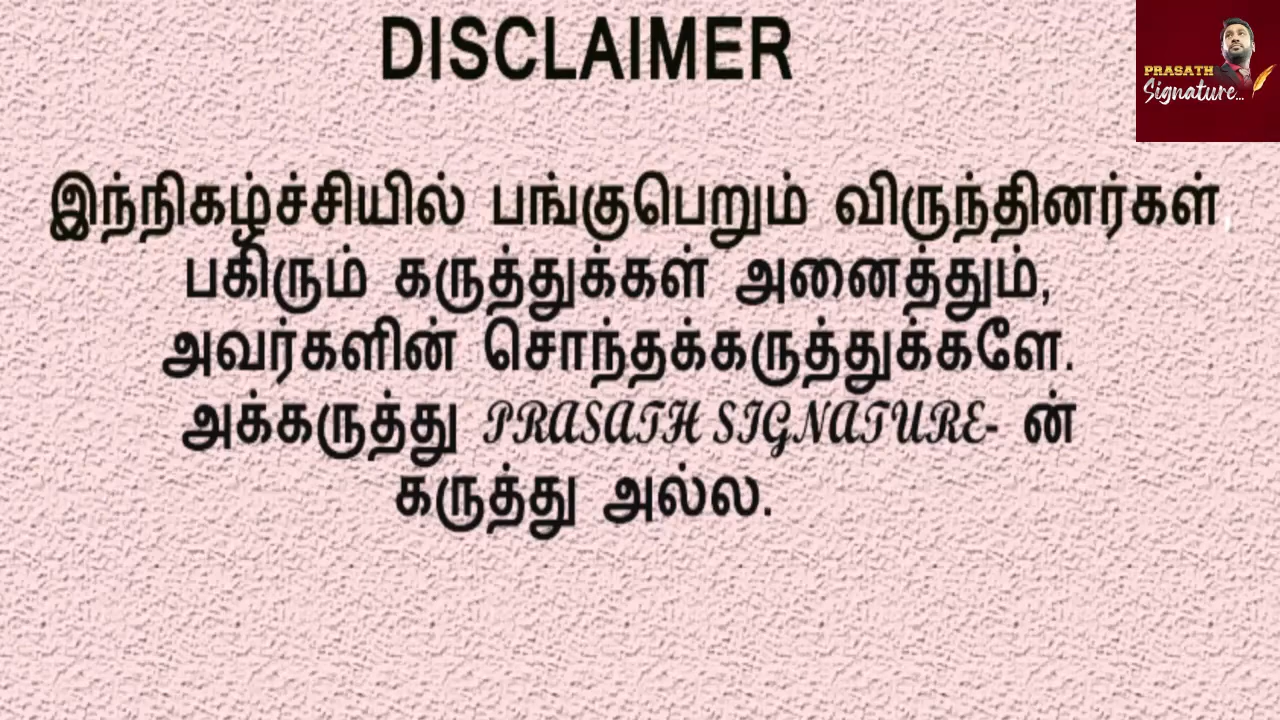 DISCLAIMER
PRASATH
Signature...
இந்நிகழ்ச்சியில் பங்குபெறும் விருந்தினர்கள்,
பகிரும் கருத்துக்கள் அனைத்தும்,
அவர்களின் சொந்தக்கருத்துக்களே.
அக்கருத்து PRASATH SIGNATURE- ன்
கருத்து அல்ல.